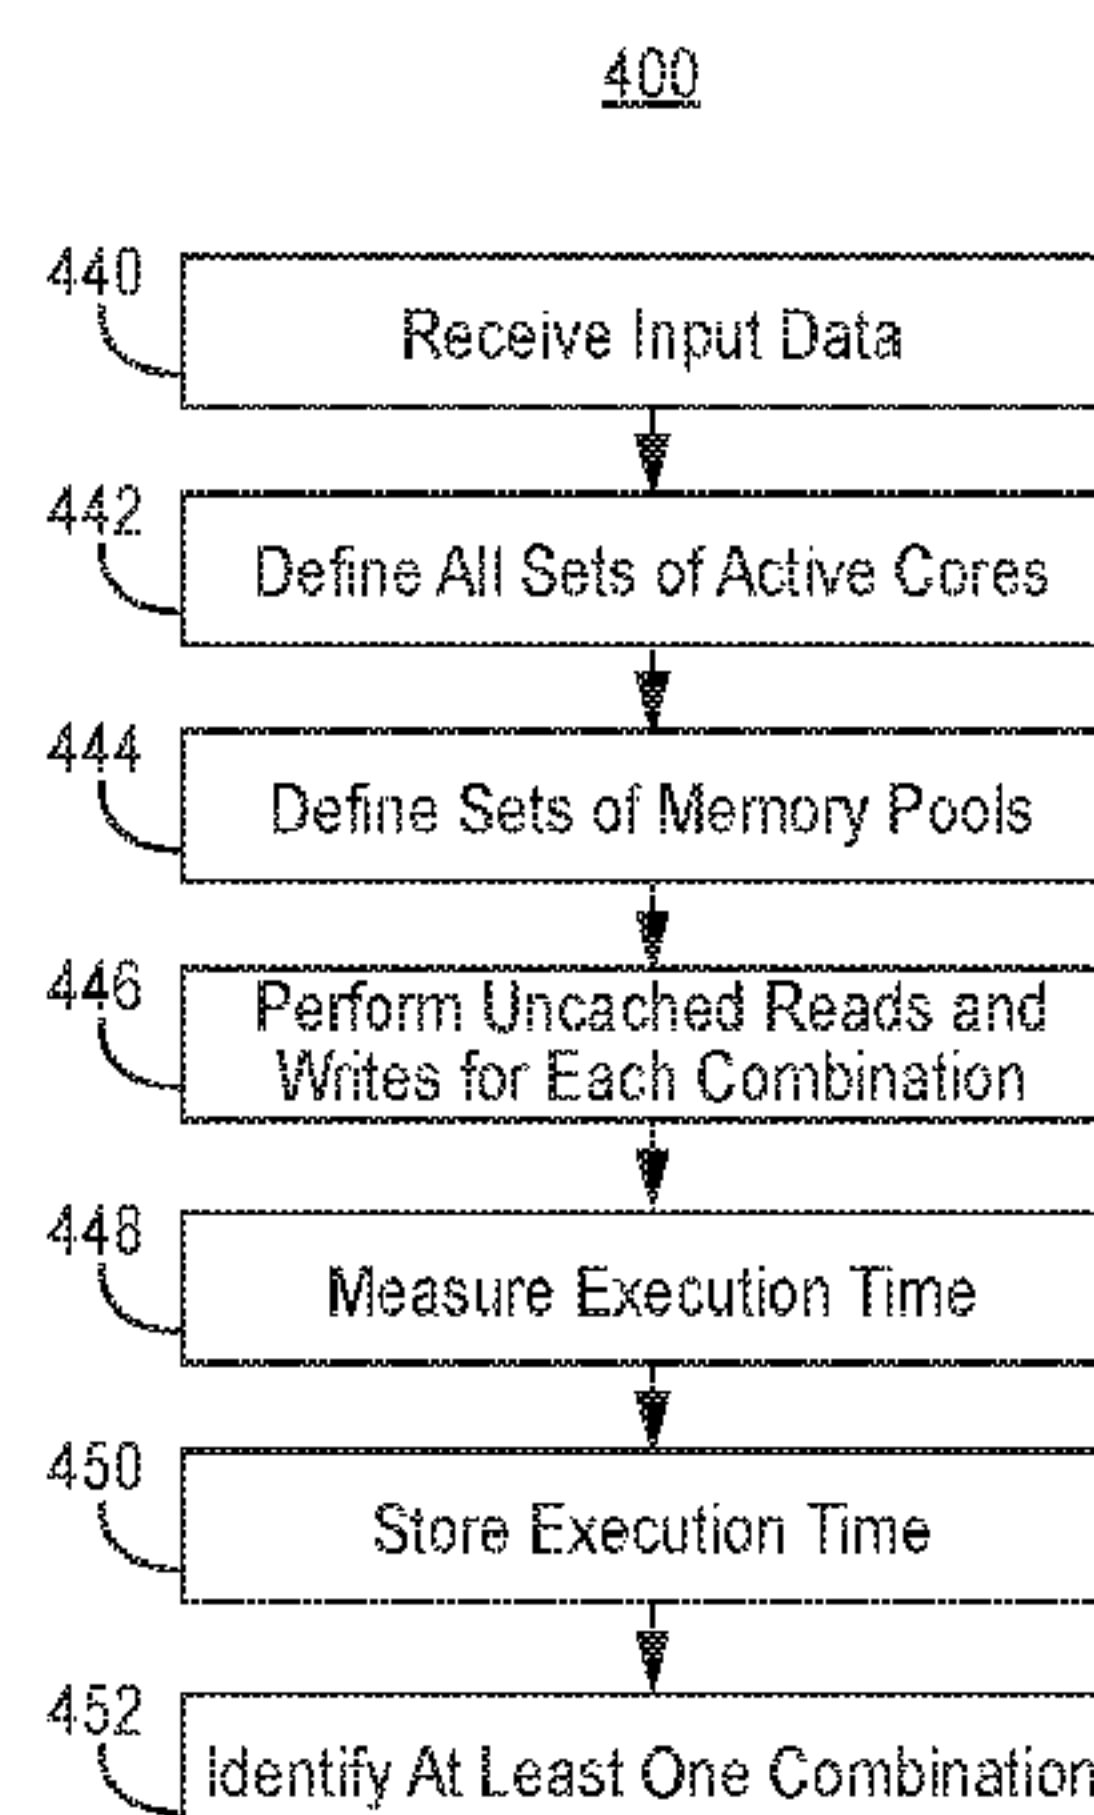 400
440
Receive Input Data
442
Define All Sets of Active Cores
444
Define Sets of Memory Pools
446
Perform Uncached Reads and
Writes for Each Combination
448
Measure Execution Time
450
Store Execution Time
452
Identify At Least One Combination